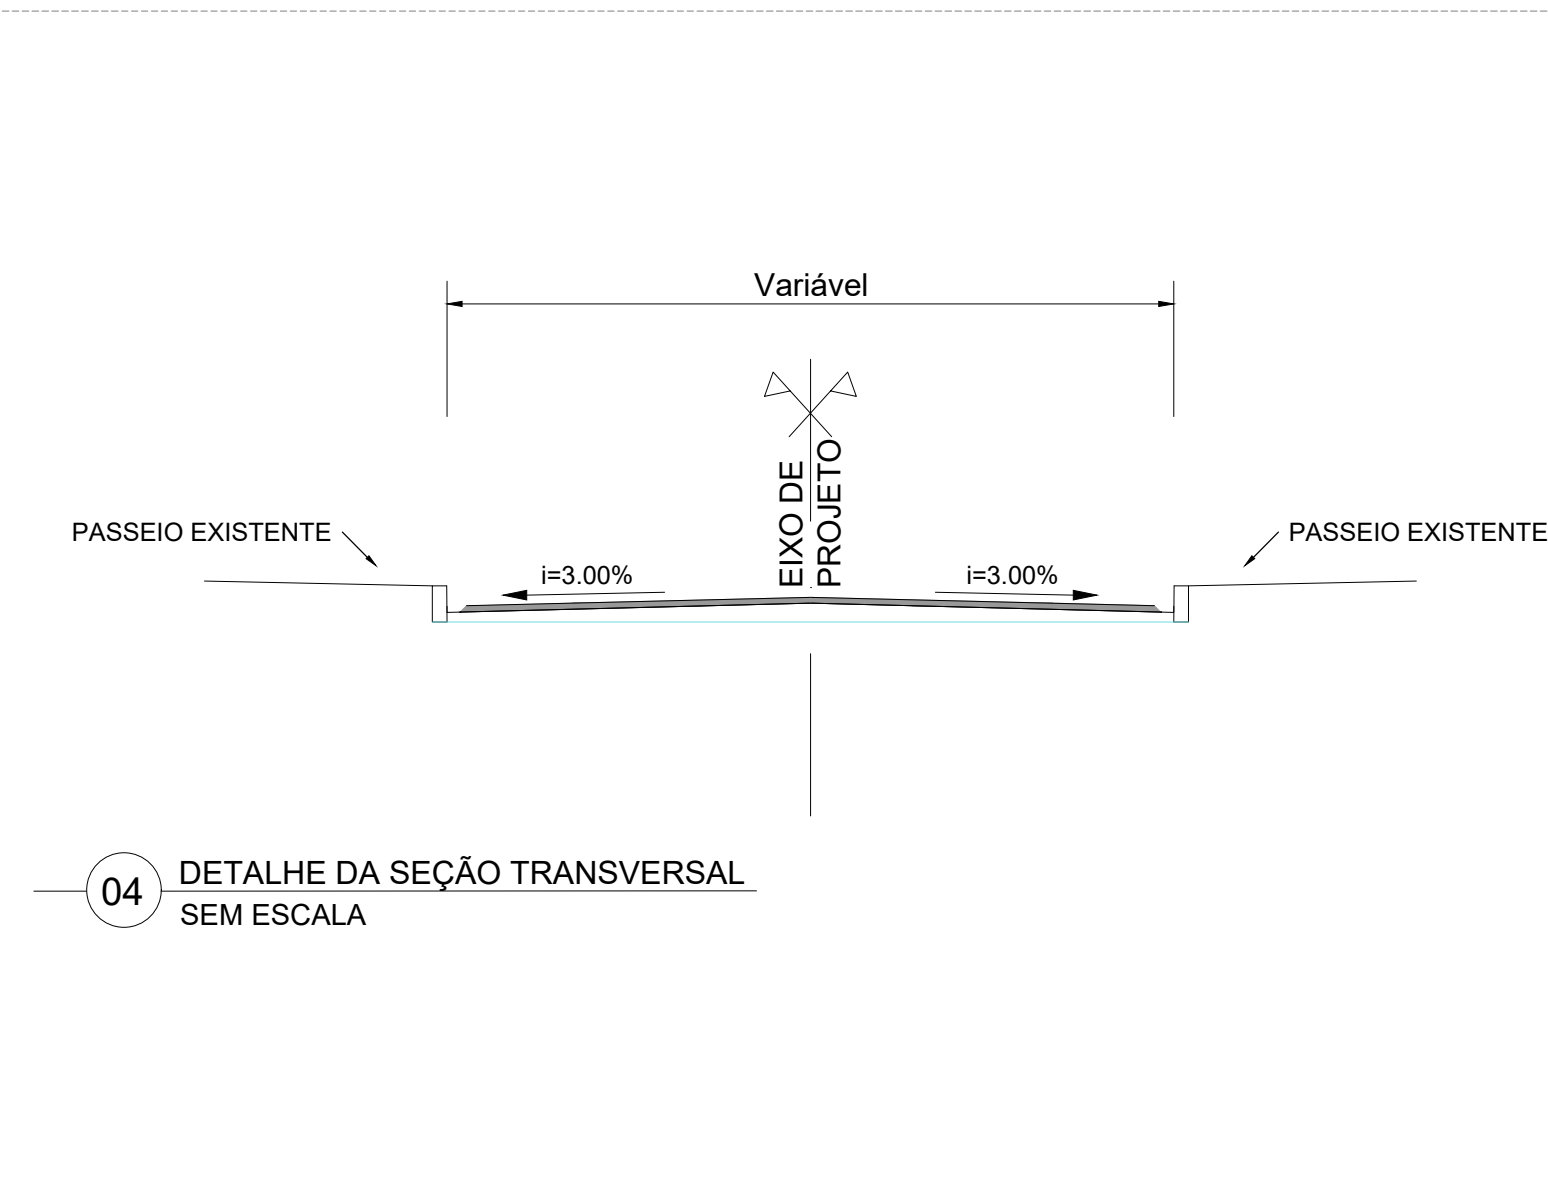 Variável
EIXO DE
PROJETO
PASSEIO EXISTENTE
PASSEIO EXISTENTE
i=3.00%
i=3.00%
04
DETALHE DA SEÇÃO TRANSVERSAL
SEM ESCALA